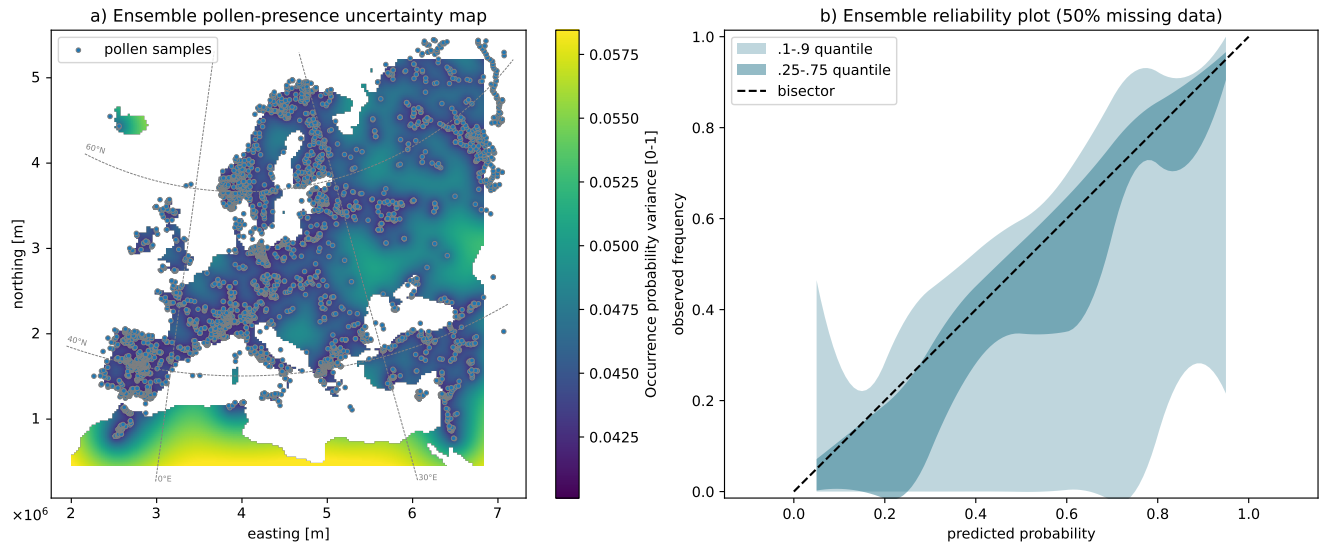 a) Ensemble pollen-presence uncertainty map
pollen samples
60°N
40°N
0°E
30°E
5
4
3
2
1
northing [m]
×10⁶
2
3
4
5
6
7
easting [m]
0.0575
0.0550
0.0525
0.0500
0.0475
0.0450
0.0425
Occurrence probability variance [0-1]
b) Ensemble reliability plot (50% missing data)
.1-.9 quantile
.25-.75 quantile
bisector
1.0
0.8
0.6
0.4
0.2
0.0
observed frequency
0.0
0.2
0.4
0.6
0.8
1.0
predicted probability